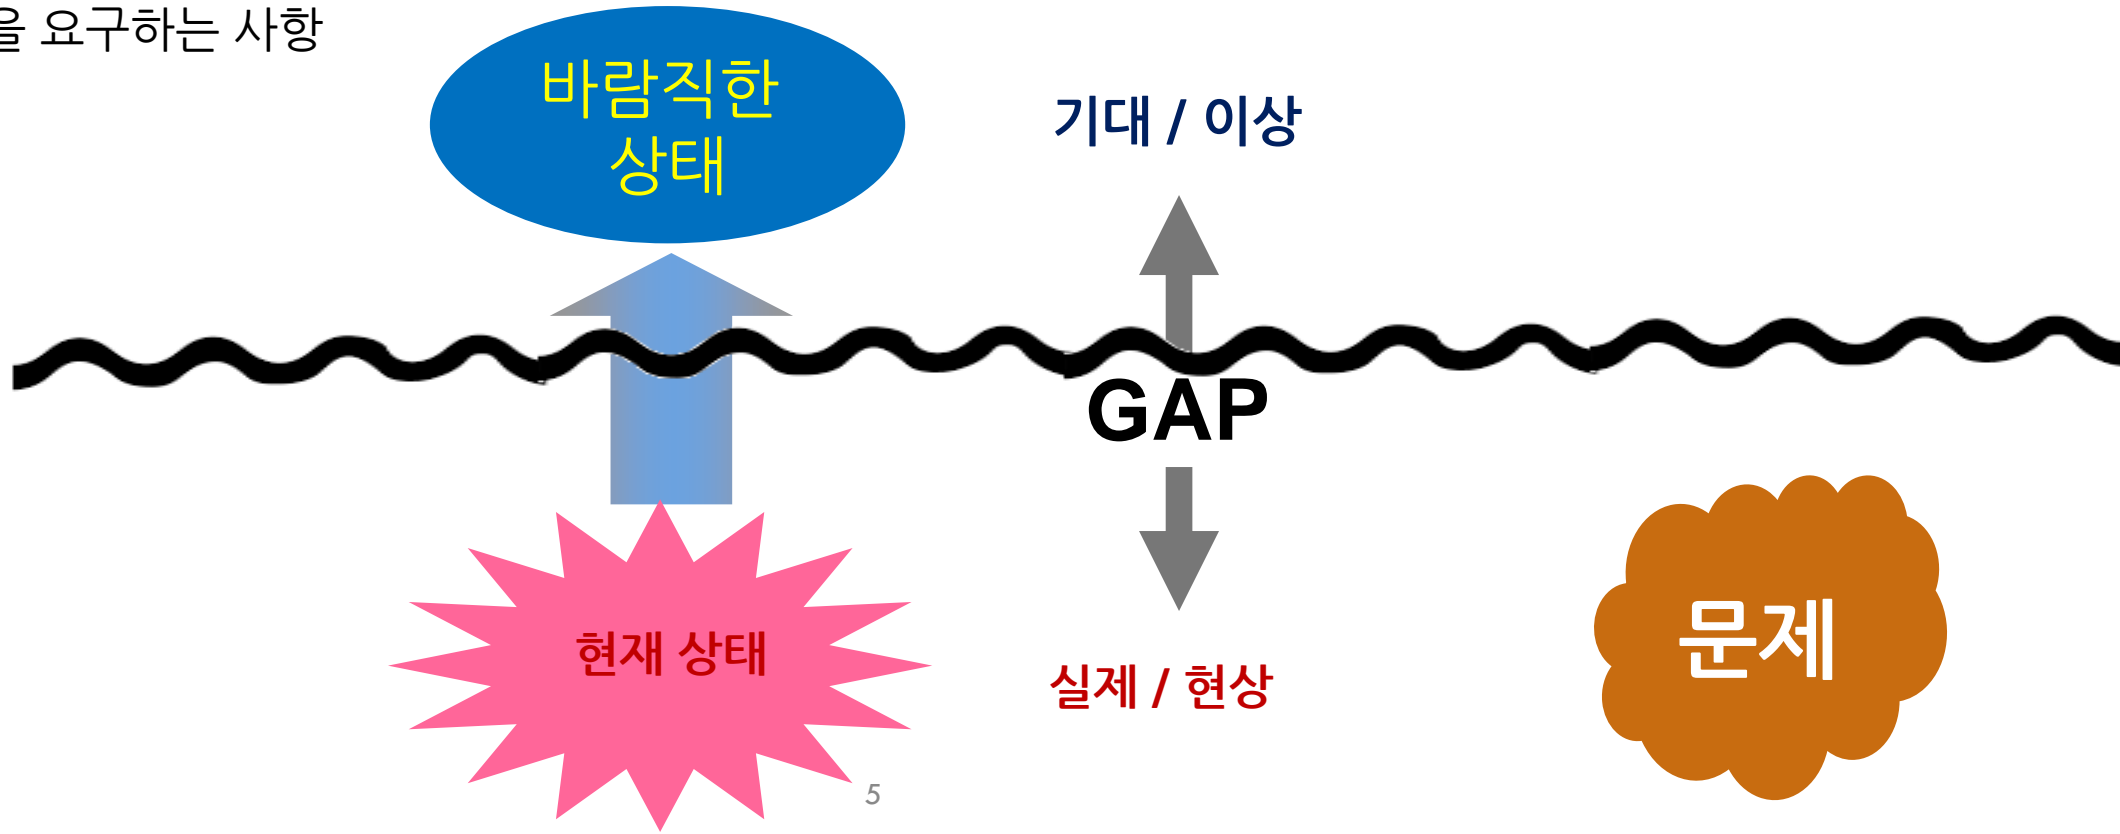 을 요구하는 사항
바람직한
상태
기대 / 이상
GAP
현재 상태
실제 / 현상
문제
5